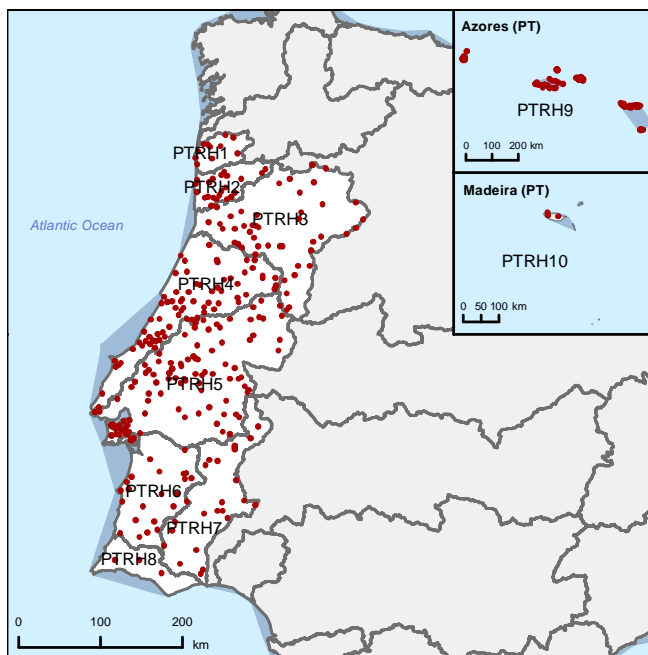 Azores (PT)
PTRH9
0 100 200 km
Madeira (PT)
PTRH10
0 50 100 km
PTRH1
PTRH2
PTRH3
Atlantic Ocean
PTRH4
PTRH5
PTRH6
PTRH7
PTRH8
0 100 200
km